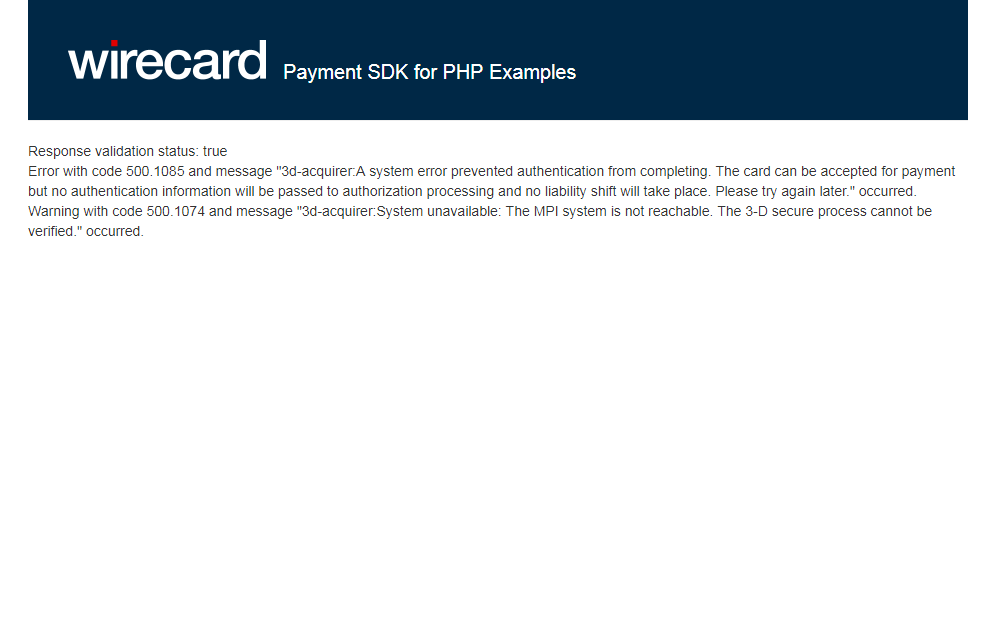 wirecard Payment SDK for PHP Examples
Response validation status: true
Error with code 500.1085 and message "3d-acquirer:A system error prevented authentication from completing. The card can be accepted for payment
but no authentication information will be passed to authorization processing and no liability shift will take place. Please try again later." occurred.
Warning with code 500.1074 and message "3d-acquirer:System unavailable: The MPI system is not reachable. The 3-D secure process cannot be
verified." occurred.